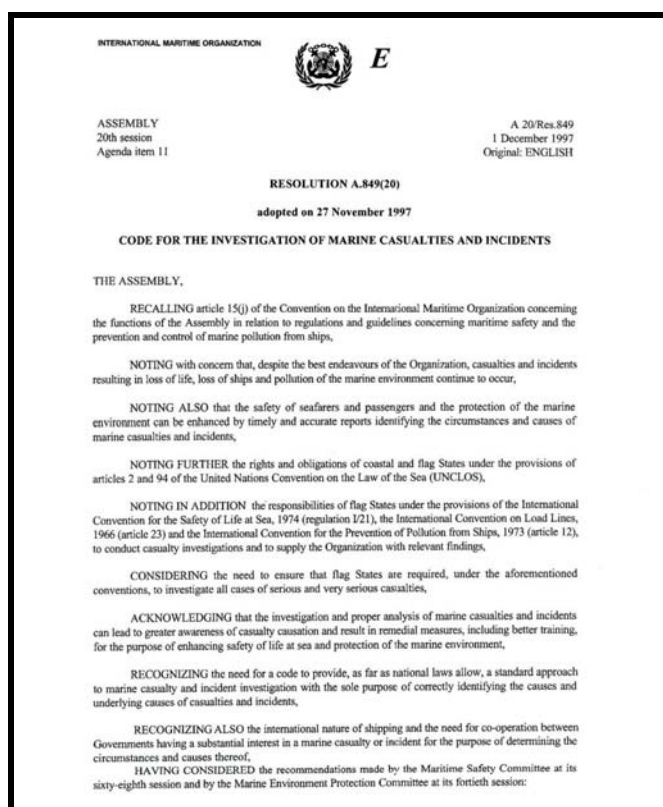 INTERNATIONAL MARITIME ORGANIZATION
E
ASSEMBLY
20th session
Agenda item 11
A 20/Res.849
1 December 1997
Original: ENGLISH
RESOLUTION A.849(20)
adopted on 27 November 1997
CODE FOR THE INVESTIGATION OF MARINE CASUALTIES AND INCIDENTS
THE ASSEMBLY,
RECALLING article 15(j) of the Convention on the International Maritime Organization concerning
the functions of the Assembly in relation to regulations and guidelines concerning maritime safety and the
prevention and control of marine pollution from ships,
NOTING with concern that, despite the best endeavours of the Organization, casualties and incidents
resulting in loss of life, loss of ships and pollution of the marine environment continue to occur,
NOTING ALSO that the safety of seafarers and passengers and the protection of the marine
environment can be enhanced by timely and accurate reports identifying the circumstances and causes of
marine casualties and incidents,
NOTING FURTHER the rights and obligations of coastal and flag States under the provisions of
articles 2 and 94 of the United Nations Convention on the Law of the Sea (UNCLOS),
NOTING IN ADDITION the responsibilities of flag States under the provisions of the International
Convention for the Safety of Life at Sea, 1974 (regulation I/21), the International Convention on Load Lines,
1966 (article 23) and the International Convention for the Prevention of Pollution from Ships, 1973 (article 12),
to conduct casualty investigations and to supply the Organization with relevant findings,
CONSIDERING the need to ensure that flag States are required, under the aforementioned
conventions, to investigate all cases of serious and very serious casualties,
ACKNOWLEDGING that the investigation and proper analysis of marine casualties and incidents
can lead to greater awareness of casualty causation and result in remedial measures, including better training,
for the purpose of enhancing safety of life at sea and protection of the marine environment,
RECOGNIZING the need for a code to provide, as far as national laws allow, a standard approach
to marine casualty and incident investigation with the sole purpose of correctly identifying the causes and
underlying causes of casualties and incidents,
RECOGNIZING ALSO the international nature of shipping and the need for co-operation between
Governments having a substantial interest in a marine casualty or incident for the purpose of determining the
circumstances and causes thereof,
HAVING CONSIDERED the recommendations made by the Maritime Safety Committee at its
sixty-eighth session and by the Marine Environment Protection Committee at its fortieth session: